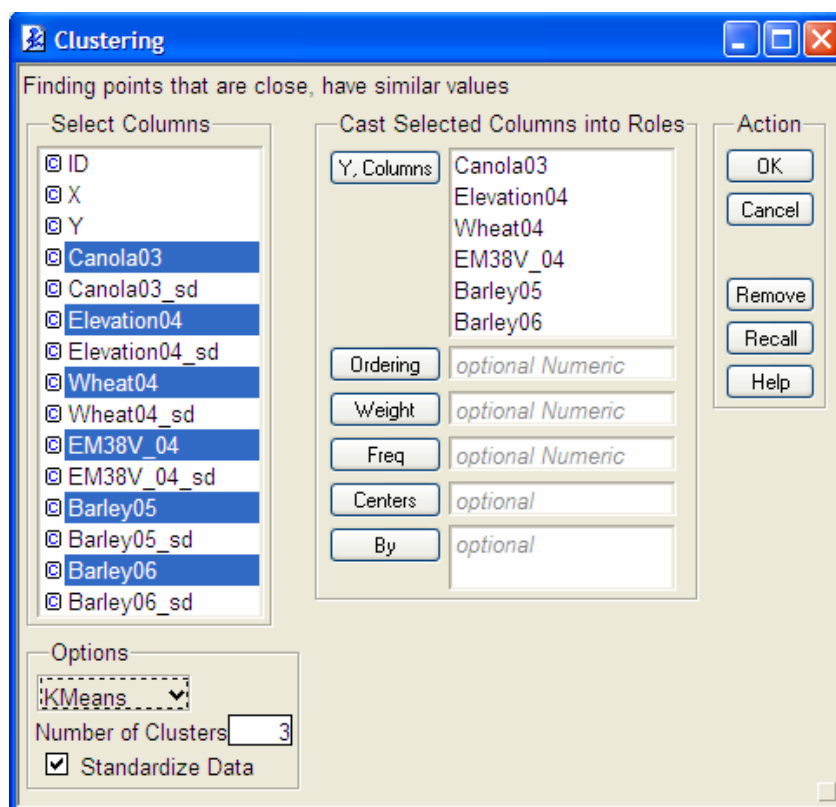 Clustering
Finding points that are close, have similar values
Select Columns
ID
X
Y
Canola03
Canola03_sd
Elevation04
Elevation04_sd
Wheat04
Wheat04_sd
EM38V_04
EM38V_04_sd
Barley05
Barley05_sd
Barley06
Barley06_sd
Options
KMeans
Number of Clusters 3
Standardize Data
Cast Selected Columns into Roles
Y, Columns
Canola03
Elevation04
Wheat04
EM38V_04
Barley05
Barley06
Ordering optional Numeric
Weight optional Numeric
Freq optional Numeric
Centers optional
By optional
Action
OK
Cancel
Remove
Recall
Help